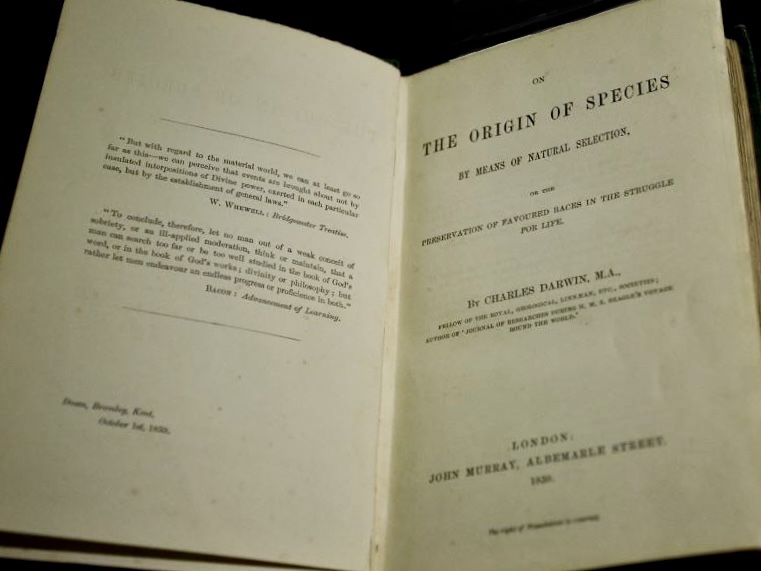 "But with regard to the material world, we can at least go so
far as this—we can perceive that events are brought about not by
insulated interpositions of Divine power, exerted in each particular
case, but by the establishment of general laws."
W. Whewell: Bridgewater Treatise.
"To conclude, therefore, let no man out of a weak conceit of
sobriety, or an ill-applied moderation, think or maintain, that a
man can search too far or be too well studied in the book of God's
word, or in the book of God's works; divinity or philosophy; but
rather let men endeavour an endless progress or proficience in both."
Bacon: Advancement of Learning.
Down, Bromley, Kent,
October 1st, 1859.
ON
THE ORIGIN OF SPECIES
BY MEANS OF NATURAL SELECTION,
OR THE
PRESERVATION OF FAVOURED RACES IN THE STRUGGLE
FOR LIFE.
By CHARLES DARWIN, M.A.,
FELLOW OF THE ROYAL, GEOLOGICAL, LINNÆAN, ETC., SOCIETIES;
AUTHOR OF 'JOURNAL OF RESEARCHES DURING H. M. S. BEAGLE'S VOYAGE
ROUND THE WORLD.'
LONDON:
JOHN MURRAY, ALBEMARLE STREET.
1859.
The right of Translation is reserved.